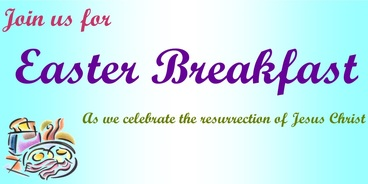 Join us for
Easter Breakfast
As we celebrate the resurrection of Jesus Christ